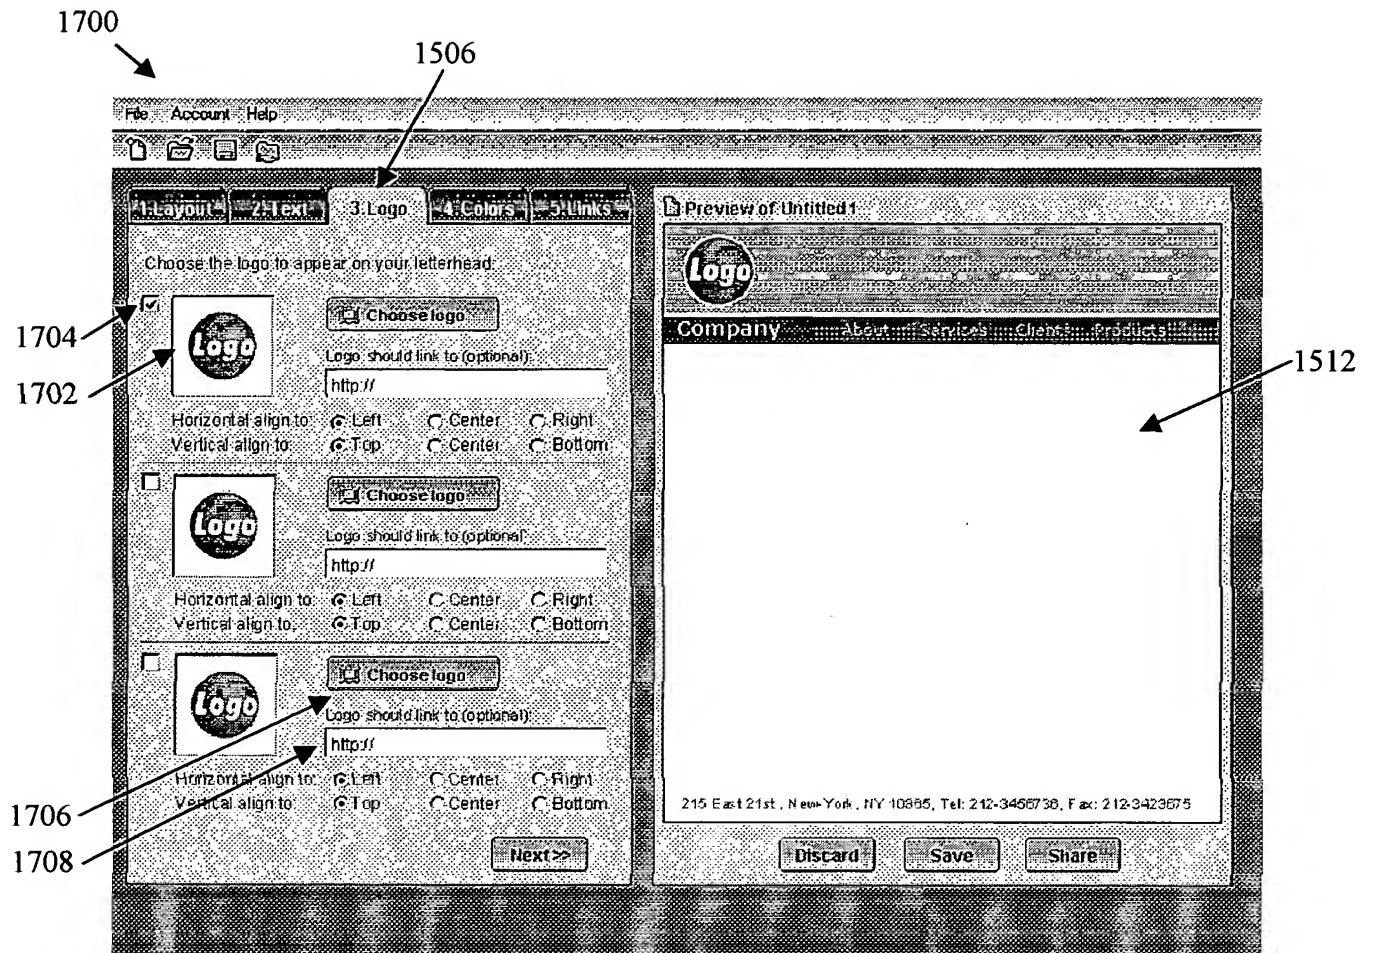 1700
1506
File Account Help
1.Layout 2.Text 3.Logo 4.Colors 5.Links
Preview of Untitled1
Choose the logo to appear on your letterhead:
Logo
Company About Services Clients Products
1704
1702
1512
Logo
Choose logo
Logo should link to (optional):
http://
Horizontal align to: Left Center Right
Vertical align to: Top Center Bottom
Logo
Choose logo
Logo should link to (optional
http://
Horizontal align to: Left Center Right
Vertical align to: Top Center Bottom
Logo
Choose logo
Logo should link to (optional):
http://
Horizontal align to: Left Center Right
Vertical align to: Top Center Bottom
1706
1708
Next >>
215 East 21st , New-York , NY Tel: Fax:
Discard Save Share